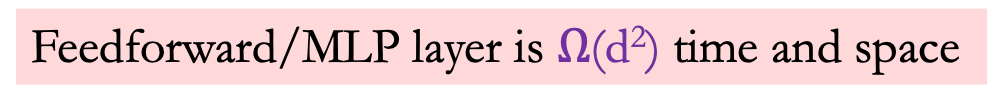 Feedforward/MLP layer is Ω(d²) time and space